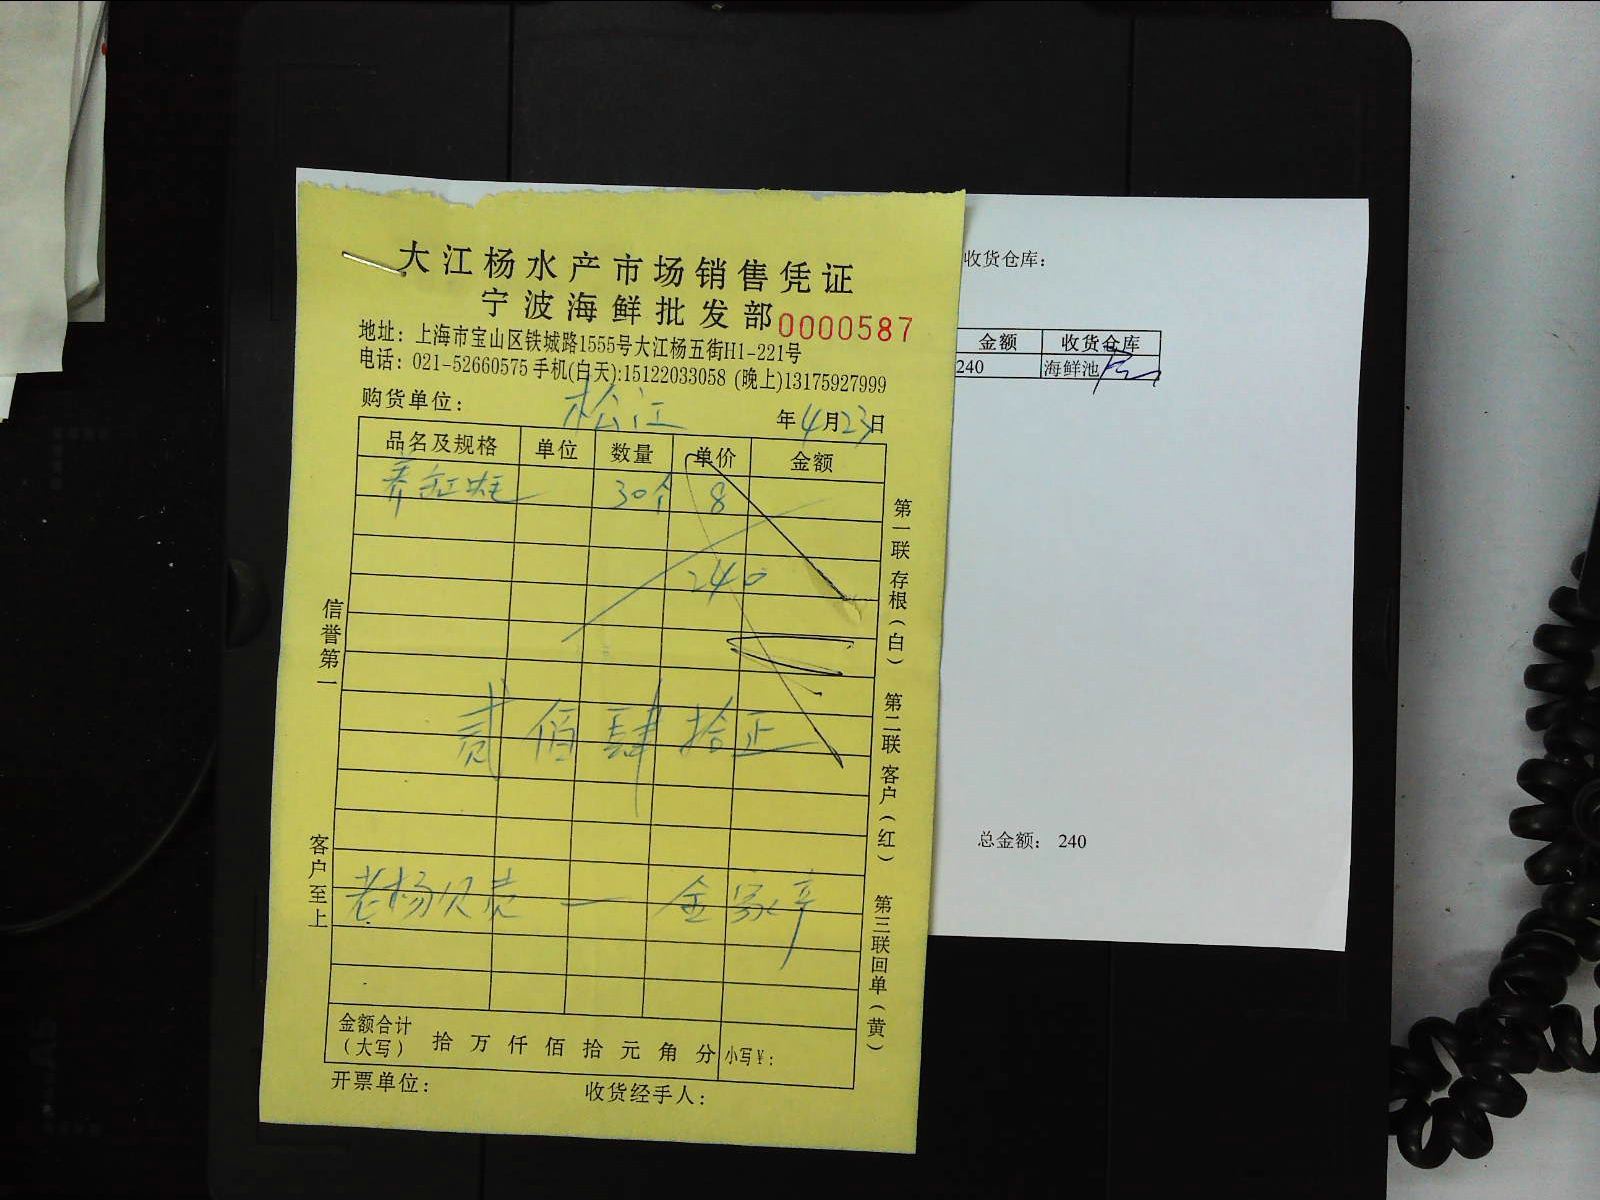 大江杨水产市场销售凭证
宁波海鲜批发部 0000587
地址：上海市宝山区铁城路1555号大江杨五街H1-221号
电话：021-52660575 手机(白天):15122033058 (晚上)13175927999
购货单位： 松江 年4月23日
品名及规格 单位 数量 单价 金额
30个 8
240
贰佰肆拾正
老杨 一 金
金额合计（大写） 拾 万 仟 佰 拾 元 角 分 小写￥：
开票单位： 收货经手人：
信誉第一
客户至上
第一联 存根（白）
第二联 客户（红）
第三联 回单（黄）
收货仓库：
金额 收货仓库
240 海鲜池
总金额： 240